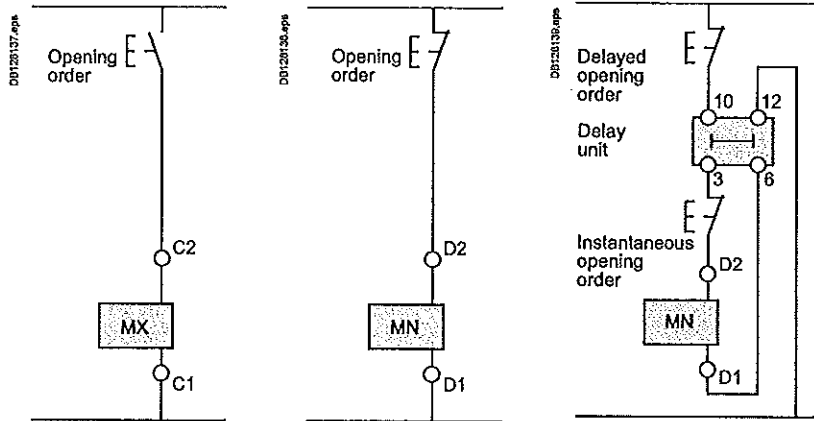 DB126137.eps
Opening
order
C2
MX
C1
DB126138.eps
Opening
order
D2
MN
D1
DB126139.eps
Delayed
opening
order
10
12
Delay
unit
3
6
Instantaneous
opening
order
D2
MN
D1